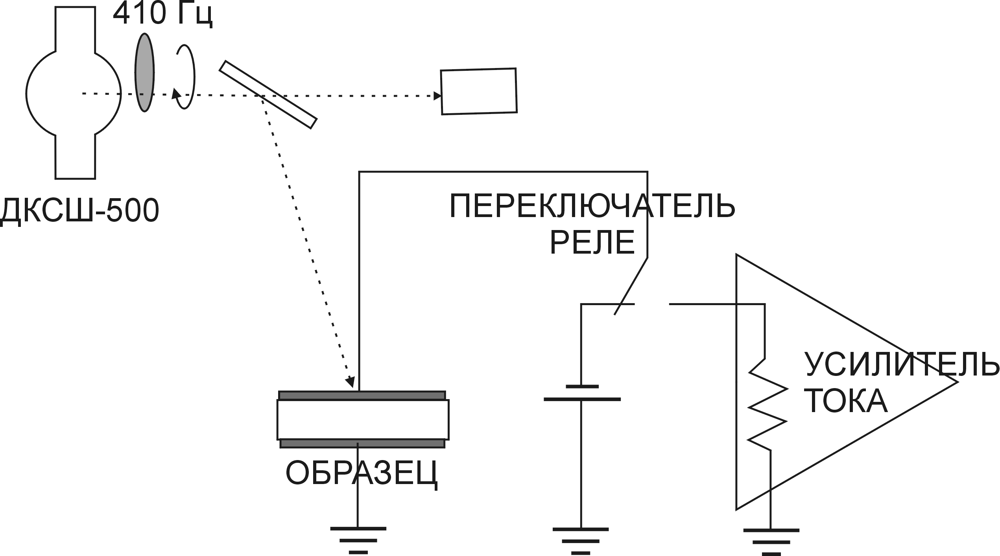 410 Гц
ДКСШ-500
ПЕРЕКЛЮЧАТЕЛЬ
РЕЛЕ
УСИЛИТЕЛЬ
ТОКА
ОБРАЗЕЦ